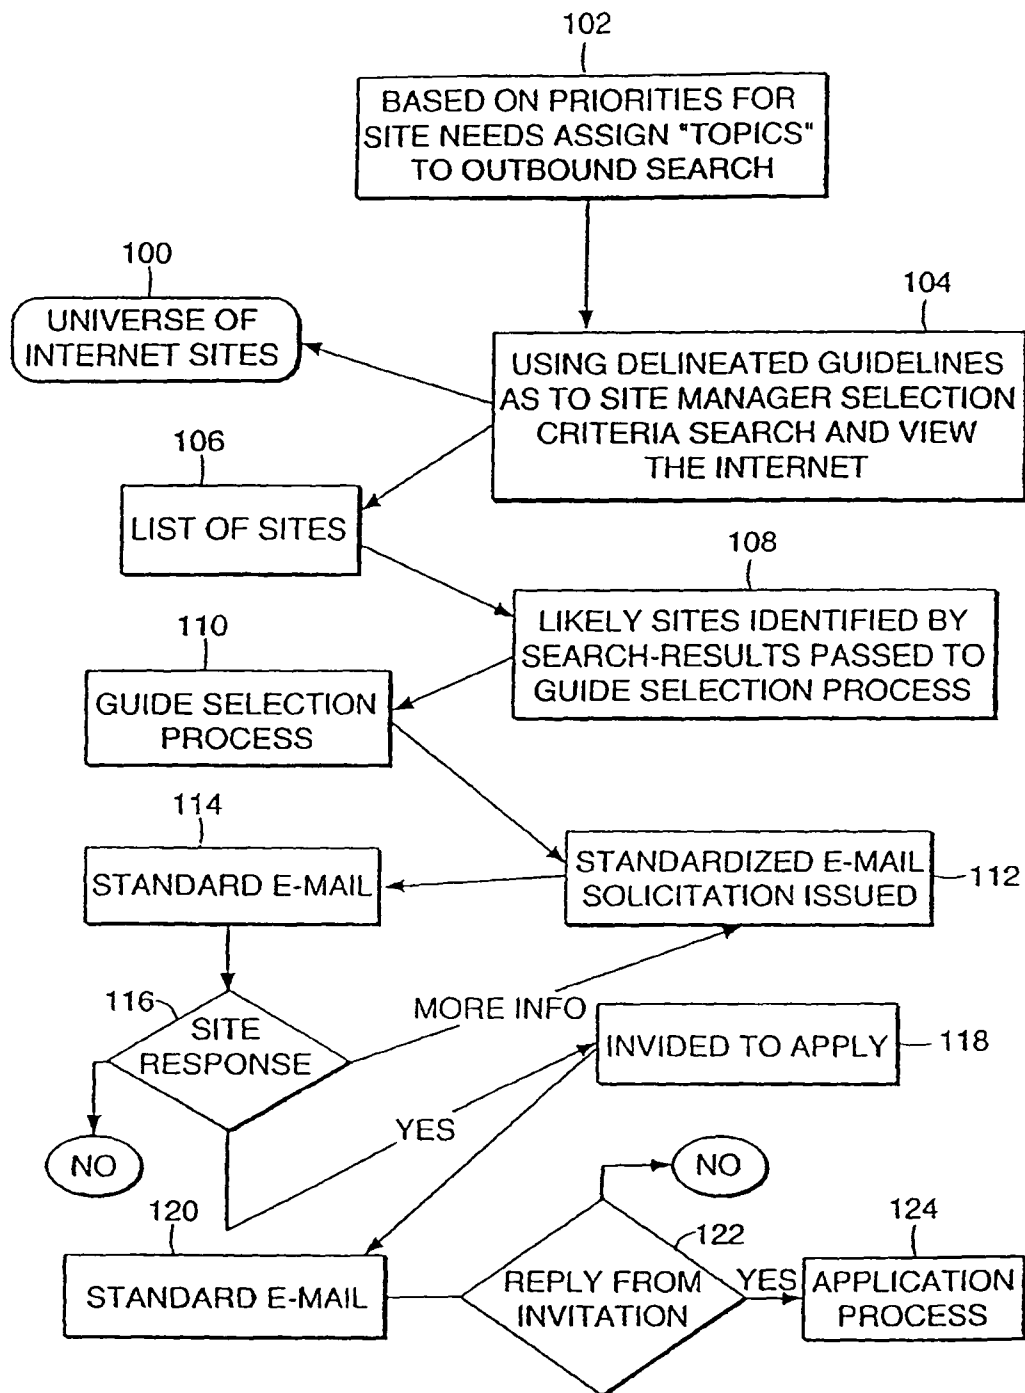 102
BASED ON PRIORITIES FOR
SITE NEEDS ASSIGN "TOPICS"
TO OUTBOUND SEARCH
100
UNIVERSE OF
INTERNET SITES
104
USING DELINEATED GUIDELINES
AS TO SITE MANAGER SELECTION
CRITERIA SEARCH AND VIEW
THE INTERNET
106
LIST OF SITES
108
LIKELY SITES IDENTIFIED BY
SEARCH-RESULTS PASSED TO
GUIDE SELECTION PROCESS
110
GUIDE SELECTION
PROCESS
114
STANDARD E-MAIL
STANDARDIZED E-MAIL
SOLICITATION ISSUED
112
116
SITE
RESPONSE
MORE INFO
INVIDED TO APPLY
118
YES
NO
NO
120
STANDARD E-MAIL
122
REPLY FROM
INVITATION
YES
124
APPLICATION
PROCESS